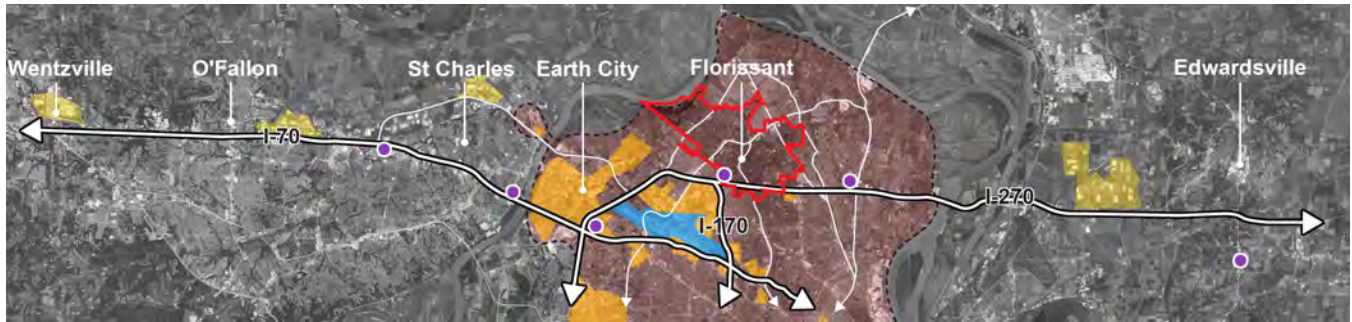 Wentzville
O'Fallon
St Charles
Earth City
Florissant
Edwardsville
I-70
I-170
I-270